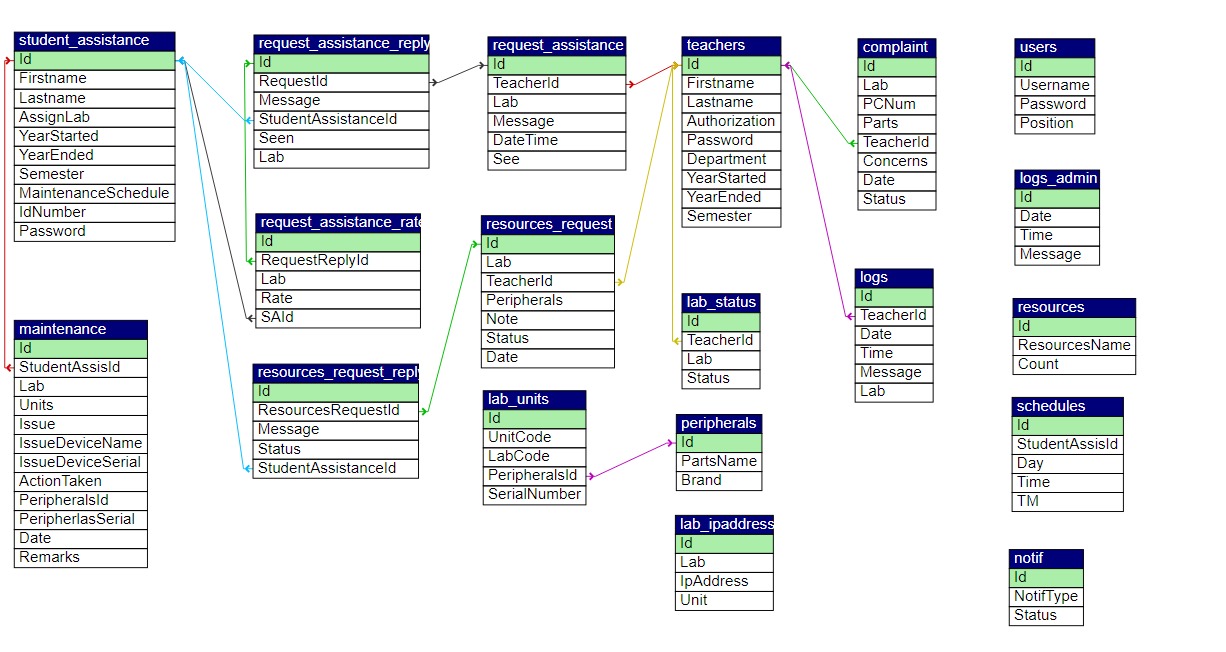 student_assistance
Id
Firstname
Lastname
AssignLab
YearStarted
YearEnded
Semester
MaintenanceSchedule
IdNumber
Password
maintenance
Id
StudentAssisId
Lab
Units
Issue
IssueDeviceName
IssueDeviceSerial
ActionTaken
PeripheralsId
PeripherlasSerial
Date
Remarks
request_assistance_reply
Id
RequestId
Message
StudentAssistanceId
Seen
Lab
request_assistance_rate
Id
RequestReplyId
Lab
Rate
SAId
resources_request_reply
Id
ResourcesRequestId
Message
Status
StudentAssistanceId
request_assistance
Id
TeacherId
Lab
Message
DateTime
See
resources_request
Id
Lab
TeacherId
Peripherals
Note
Status
Date
lab_units
Id
UnitCode
LabCode
PeripheralsId
SerialNumber
teachers
Id
Firstname
Lastname
Authorization
Password
Department
YearStarted
YearEnded
Semester
lab_status
Id
TeacherId
Lab
Status
peripherals
Id
PartsName
Brand
lab_ipaddress
Id
Lab
IpAddress
Unit
complaint
Id
Lab
PCNum
Parts
TeacherId
Concerns
Date
Status
logs
Id
TeacherId
Date
Time
Message
Lab
users
Id
Username
Password
Position
logs_admin
Id
Date
Time
Message
resources
Id
ResourcesName
Count
schedules
Id
StudentAssisId
Day
Time
TM
notif
Id
NotifType
Status